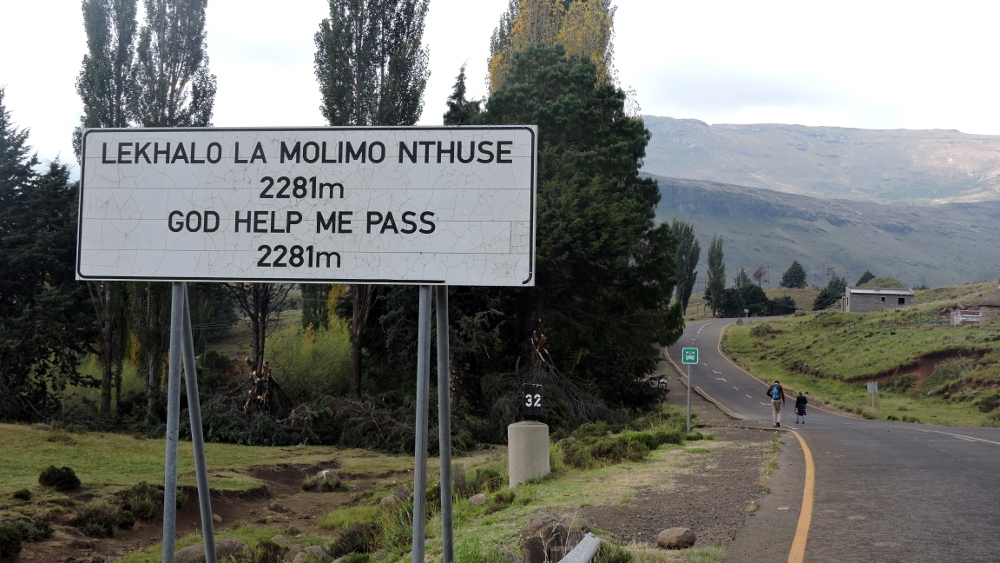 LEKHALO LA MOLIMO NTHUSE
2281m
GOD HELP ME PASS
2281m
32